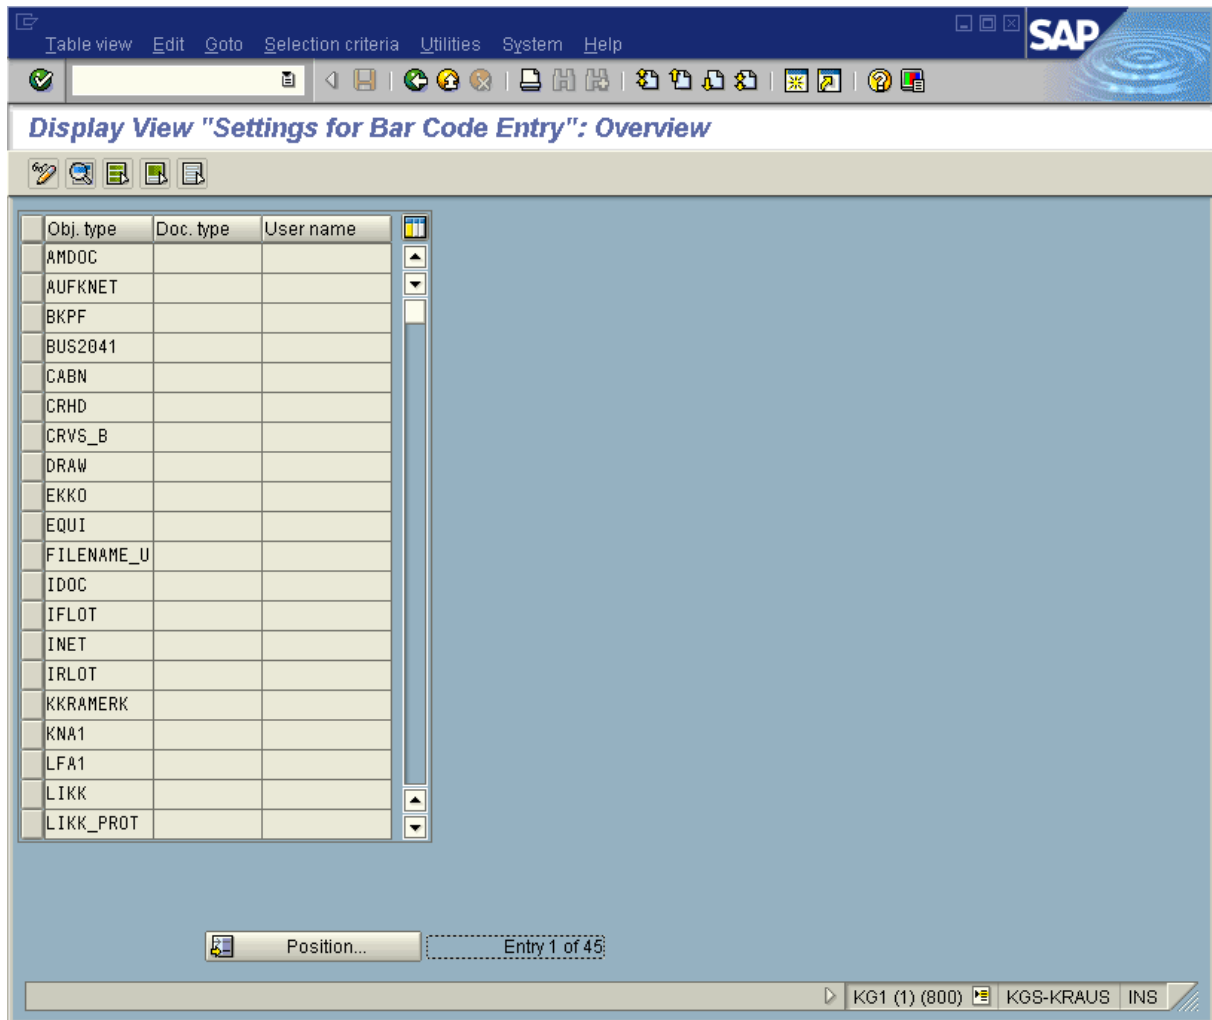 SAP
Table view Edit Goto Selection criteria Utilities System Help
Display View "Settings for Bar Code Entry": Overview
Obj. type Doc. type User name
AMDOC
AUFKNET
BKPF
BUS2041
CABN
CRHD
CRVS_B
DRAW
EKKO
EQUI
FILENAME_U
IDOC
IFLOT
INET
IRLOT
KKRAMERK
KNA1
LFA1
LIKK
LIKK_PROT
Position... Entry 1 of 45
KG1 (1) (800) KGS-KRAUS INS